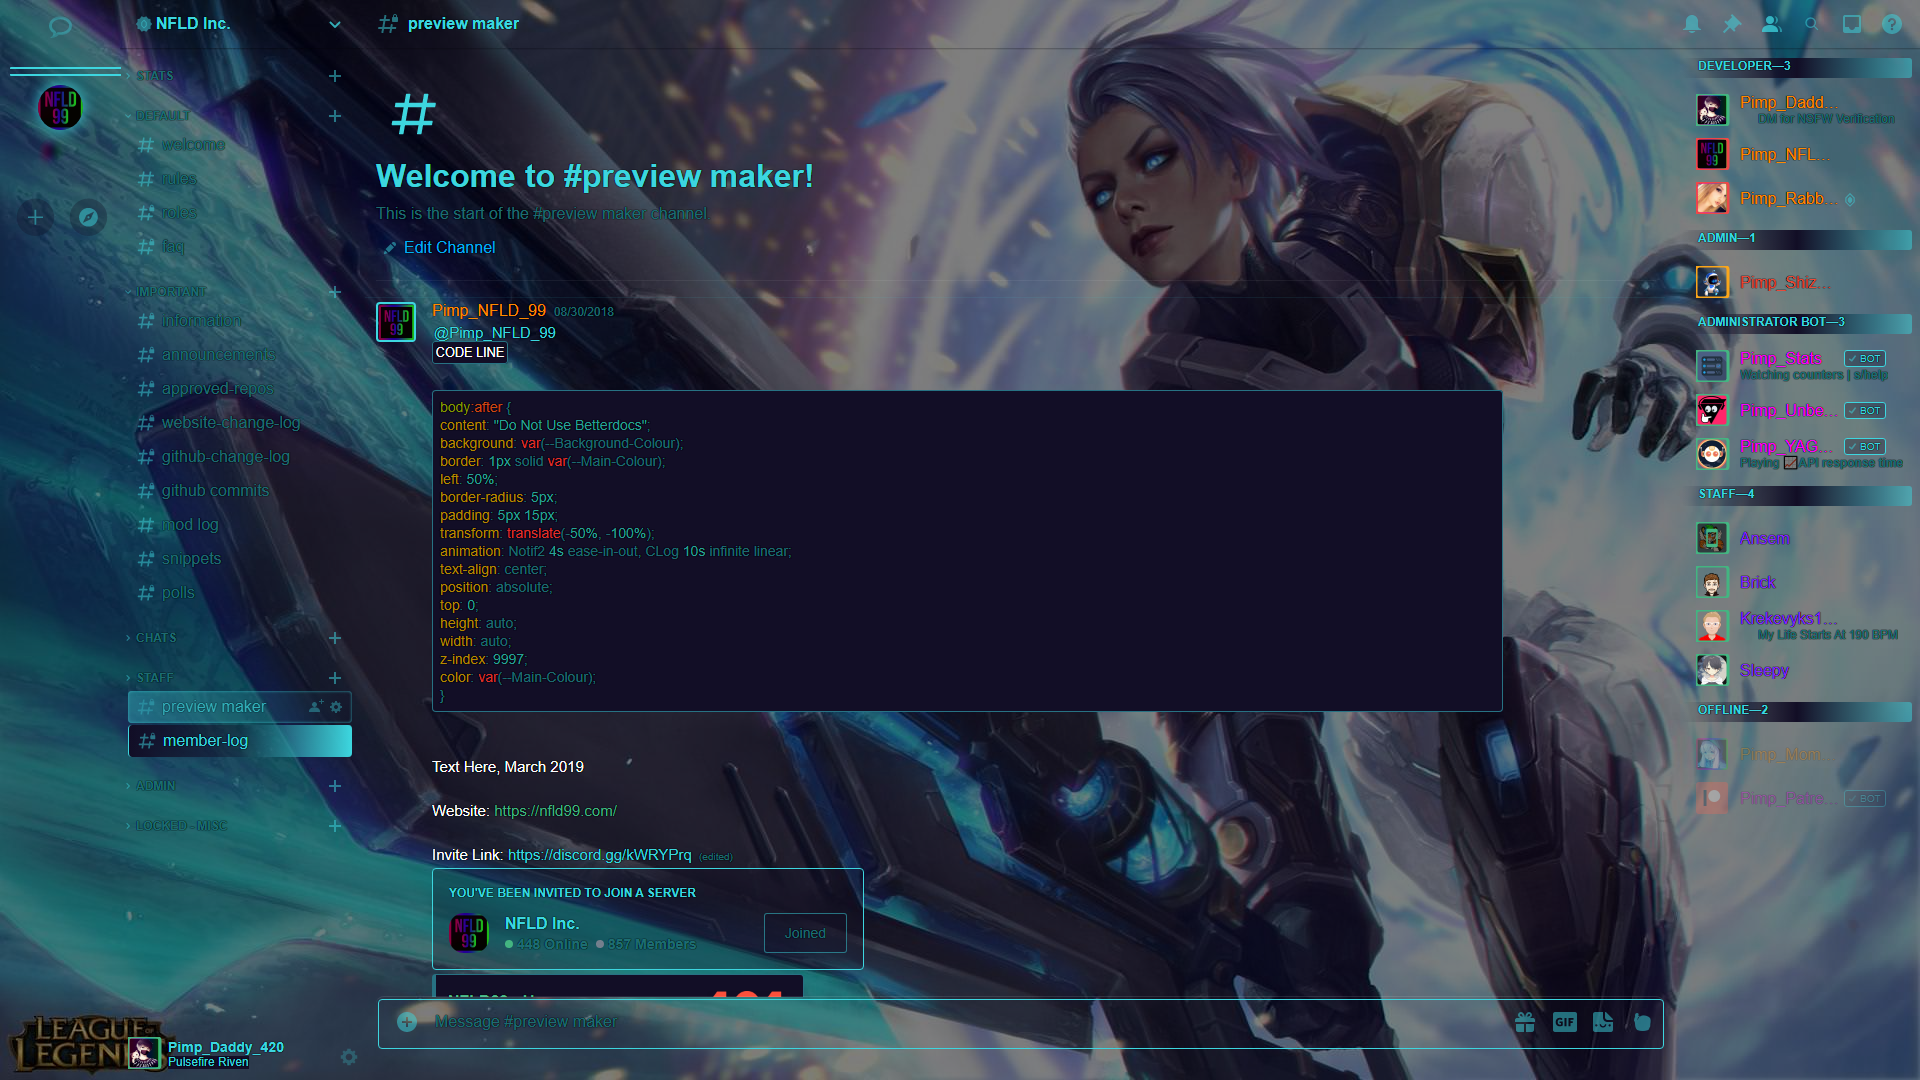 NFLD Inc.
STATS
DEFAULT
welcome
rules
roles
faq
IMPORTANT
information
announcements
approved-repos
website-change-log
github-change-log
github commits
mod log
snippets
polls
CHATS
STAFF
preview maker
member-log
ADMIN
LOCKED - MISC
LEAGUE OF
LEGENDS
Pimp_Daddy_420
Pulsefire Riven
NFLD
99
preview maker
#
Welcome to #preview maker!
This is the start of the #preview maker channel
Edit Channel
Pimp_NFLD_99 08/30/2018
@Pimp_NFLD_99
CODE LINE
body:after {
content: "Do Not Use Betterdocs";
background: var(--Background-Colour);
border: 1px solid var(--Main-Colour);
left: 50%;
border-radius: 5px;
padding: 5px 15px;
transform: translate(-50%, -100%);
animation: Notif2 4s ease-in-out, CLog 10s infinite linear;
text-align: center;
position: absolute;
top: 0;
height: auto;
width: auto;
z-index: 9997;
color: var(--Main-Colour);
}
Text Here, March 2019
Website: https://nfld99.com/
Invite Link: https://discord.gg/kWRYPrq (edited)
YOU'VE BEEN INVITED TO JOIN A SERVER
NFLD Inc.
448 Online 857 Members
Joined
Message #preview maker
GIF
DEVELOPER—3
Pimp_Dadd...
DM for NSFW Verification
Pimp_NFL...
Pimp_Rabb...
ADMIN—1
Pimp_Shiz...
ADMINISTRATOR BOT—3
Pimp_Stats ✓ BOT
Watching counters | s/help
Pimp_Unbe... ✓ BOT
Pimp_YAG... ✓ BOT
Playing API response time
STAFF—4
Ansem
Brick
Krokovyks1...
My Life Starts At 190 BPM
Sloopy
OFFLINE—2
Pimp_Mom
Pimp_Patro... ✓ BOT